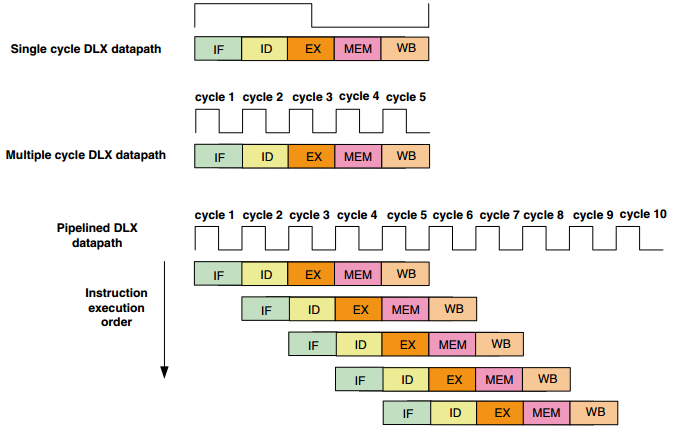 Single cycle DLX datapath
IF ID EX MEM WB
cycle 1 cycle 2 cycle 3 cycle 4 cycle 5
Multiple cycle DLX datapath
IF ID EX MEM WB
cycle 1 cycle 2 cycle 3 cycle 4 cycle 5 cycle 6 cycle 7 cycle 8 cycle 9 cycle 10
Pipelined DLX
datapath
IF ID EX MEM WB
Instruction
execution
order
IF ID EX MEM WB
IF ID EX MEM WB
IF ID EX MEM WB
IF ID EX MEM WB